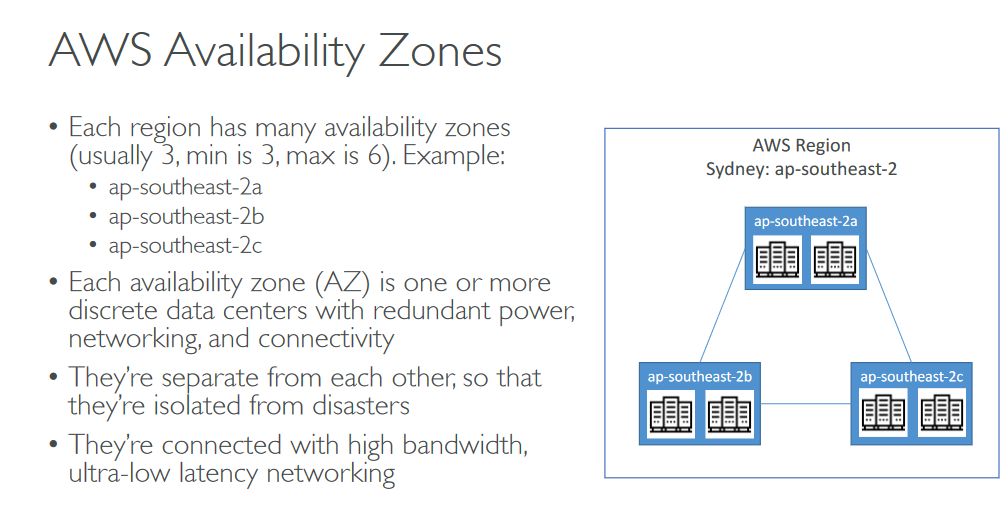 AWS Availability Zones
• Each region has many availability zones
(usually 3, min is 3, max is 6). Example:
• ap-southeast-2a
• ap-southeast-2b
• ap-southeast-2c
• Each availability zone (AZ) is one or more
discrete data centers with redundant power,
networking, and connectivity
• They’re separate from each other, so that
they’re isolated from disasters
• They’re connected with high bandwidth,
ultra-low latency networking
AWS Region
Sydney: ap-southeast-2
ap-southeast-2a
ap-southeast-2b
ap-southeast-2c